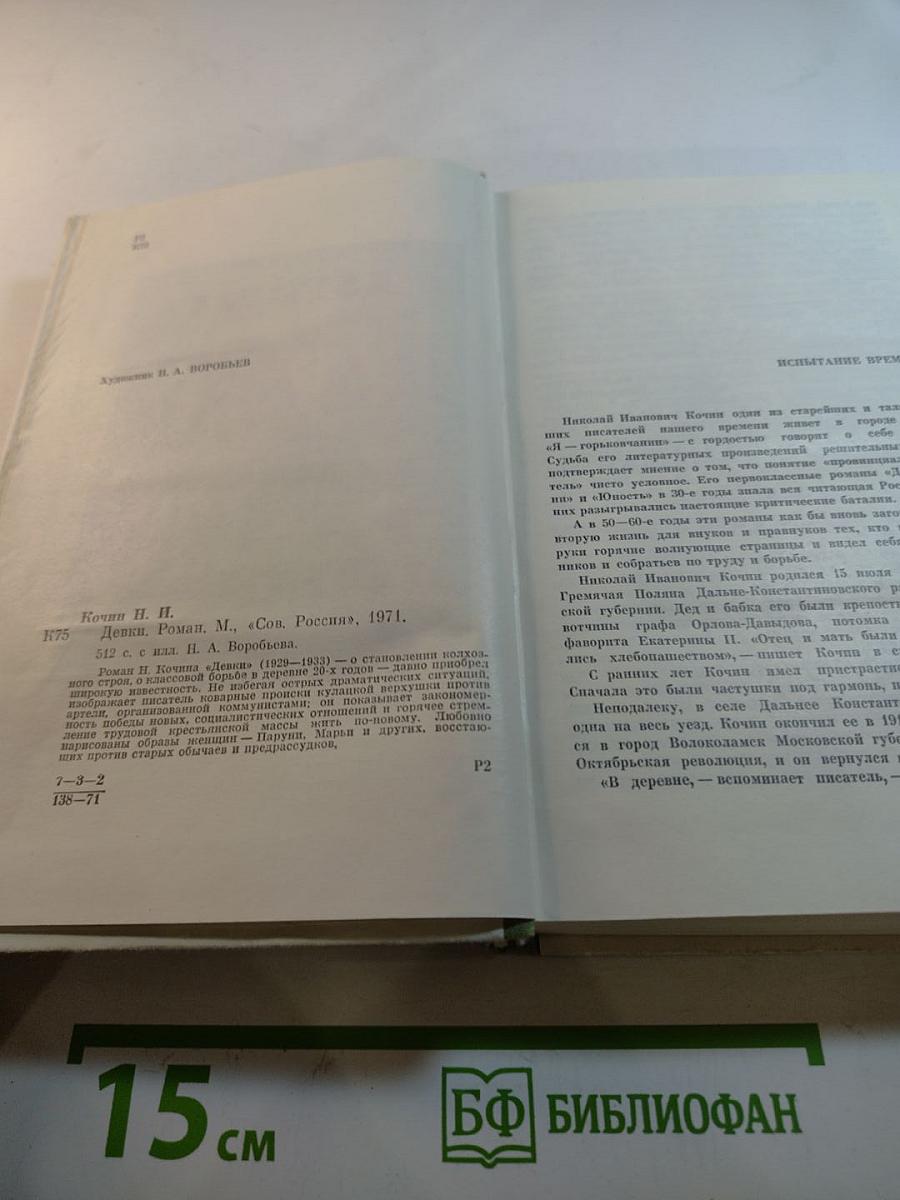 Р2
К75
Художник Н. А. ВОРОБЬЕВ
Кочин Н. И.
К75 Девки. Роман. М., «Сов. Россия», 1971.
512 с. с илл. Н. А. Воробьева.
Роман Н. Кочина «Девки» (1929—1933) — о становлении колхоз-
ного строя, о классовой борьбе в деревне 20-х годов — давно приобрел
широкую известность. Не избегая острых драматических ситуаций,
изображает писатель коварные происки кулацкой верхушки против
артели, организованной коммунистами; он показывает закономер-
ность победы новых, социалистических отношений и горячее стрем-
ление трудовой крестьянской массы жить по-новому. Любовно
нарисованы образы женщин — Паруни, Марьи и других, восстаю-
щих против старых обычаев и предрассудков.
7—3—2
138—71
Р2
ИСПЫТАНИЕ ВРЕМ
Николай Иванович Кочин один из старейших и тал
ших писателей нашего времени живет в городе
«Я — горьковчанин» — с гордостью говорит о себе
Судьба его литературных произведений решительны
подтверждает мнение о том, что понятие «провинциал
тель» чисто условное. Его первоклассные романы «Д
ни» и «Юность» в 30-е годы знала вся читающая Рос
них разыгрывались настоящие критические баталии.
А в 50—60-е годы эти романы как бы вновь заго
вторую жизнь для внуков и правнуков тех, кто
руки горячие волнующие страницы и видел себя
ников и собратьев по труду и борьбе.
Николай Иванович Кочин родился 15 июля
Гремячая Поляна Дальне-Константиновского ра
ской губернии. Дед и бабка его были крепост
вотчины графа Орлова-Давыдова, потомка
фаворита Екатерины II. «Отец и мать были
лись хлебопашеством», — пишет Кочин в
С ранних лет Кочин имел пристрастие
Сначала это были частушки под гармонь, п
Неподалеку, в селе Дальнее Констант
одна на весь уезд. Кочин окончил ее в 191
ся в город Волоколамск Московской губе
Октябрьская революция, и он вернулся
«В деревне, — вспоминает писатель, —
15 см
БФ БИБЛИОФАН